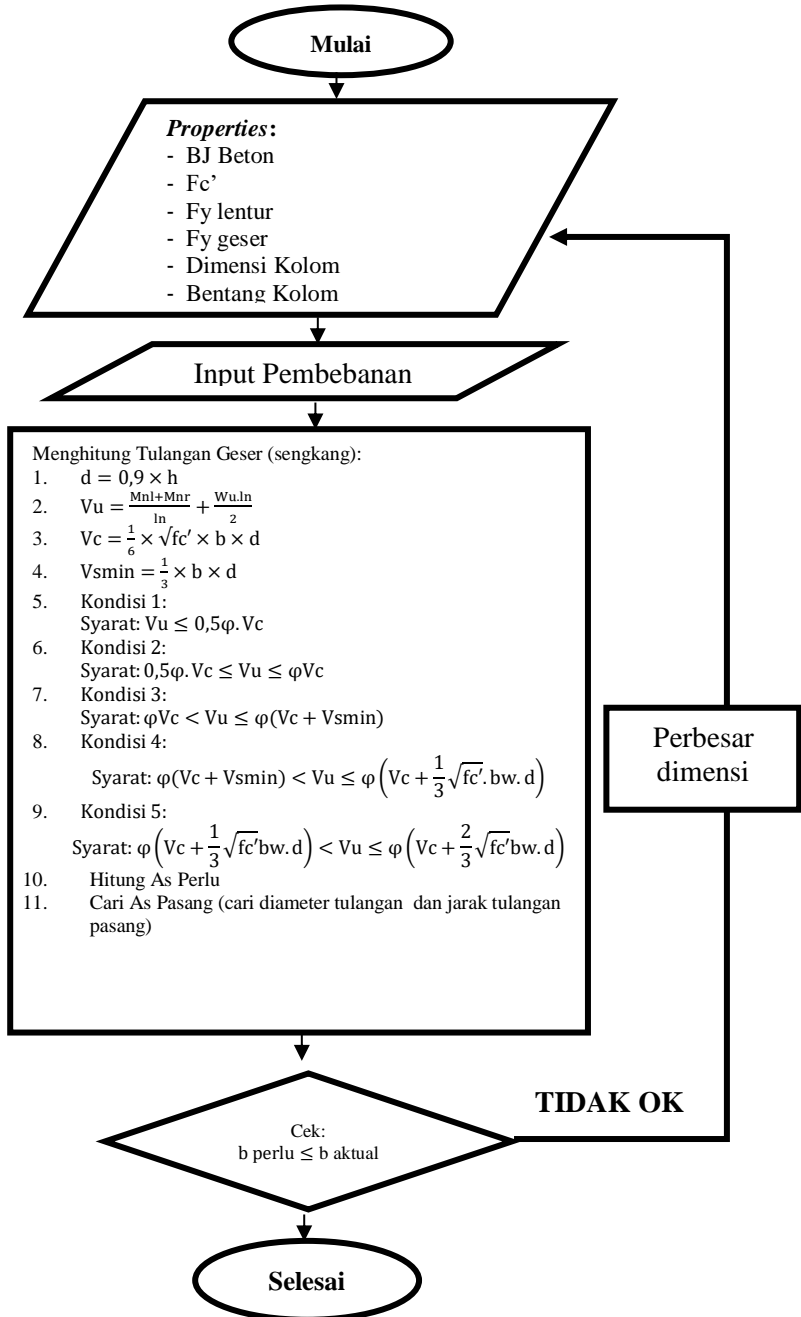 Mulai
Properties:
- BJ Beton
- Fc’
- Fy lentur
- Fy geser
- Dimensi Kolom
- Bentang Kolom
Input Pembebanan
Menghitung Tulangan Geser (sengkang):
1. d = 0,9 × h
2. Vu = (Mnl+Mnr)/ln + (Wu.ln)/2
3. Vc = 1/6 × √fc′ × b × d
4. Vsmin = 1/3 × b × d
5. Kondisi 1:
Syarat: Vu ≤ 0,5φ. Vc
6. Kondisi 2:
Syarat: 0,5φ. Vc ≤ Vu ≤ φVc
7. Kondisi 3:
Syarat: φVc < Vu ≤ φ(Vc + Vsmin)
8. Kondisi 4:
Syarat: φ(Vc + Vsmin) < Vu ≤ φ(Vc + 1/3 √fc′. bw. d)
9. Kondisi 5:
Syarat: φ(Vc + 1/3 √fc′bw. d) < Vu ≤ φ(Vc + 2/3 √fc′bw. d)
10. Hitung As Perlu
11. Cari As Pasang (cari diameter tulangan dan jarak tulangan
pasang)
Perbesar
dimensi
Cek:
b perlu ≤ b aktual
TIDAK OK
Selesai